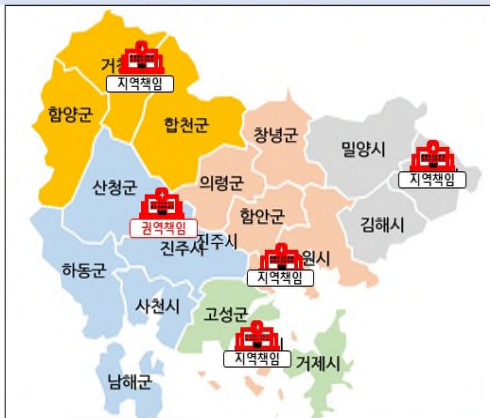 거
지역책임
함양군
합천군
창녕군
밀양시
산청군
의령군
지역책임
함안군
김해시
권역책임
진주시
진주시
원시
하동군
지역책임
사천시
고성군
지역책임
거제시
남해군